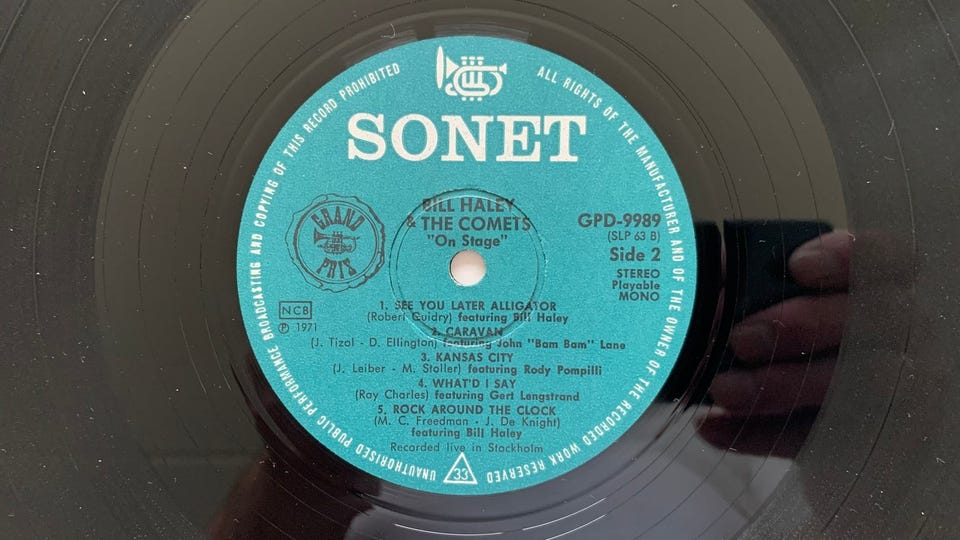 UNAUTHORISED PUBLIC PERFORMANCE BROADCASTING AND COPYING OF THIS RECORD PROHIBITED
ALL RIGHTS OF THE MANUFACTURER AND OF THE OWNER OF THE RECORDED WORK RESERVED
SONET
GRAND
PRIS
BILL HALEY
& THE COMETS
"On Stage"
GPD-9989
(SLP 63 B)
Side 2
STEREO
Playable
MONO
NCB
℗ 1971
1. SEE YOU LATER ALLIGATOR
(Robert Guidry) featuring Bill Haley
2. CARAVAN
(J. Tizol - D. Ellington) featuring John "Bam Bam" Lane
3. KANSAS CITY
(J. Leiber - M. Stoller) featuring Rody Pompilli
4. WHAT'D I SAY
(Ray Charles) featuring Gert Lengstrand
5. ROCK AROUND THE CLOCK
(M. C. Freedman - J. De Knight)
featuring Bill Haley
Recorded live in Stockholm
33